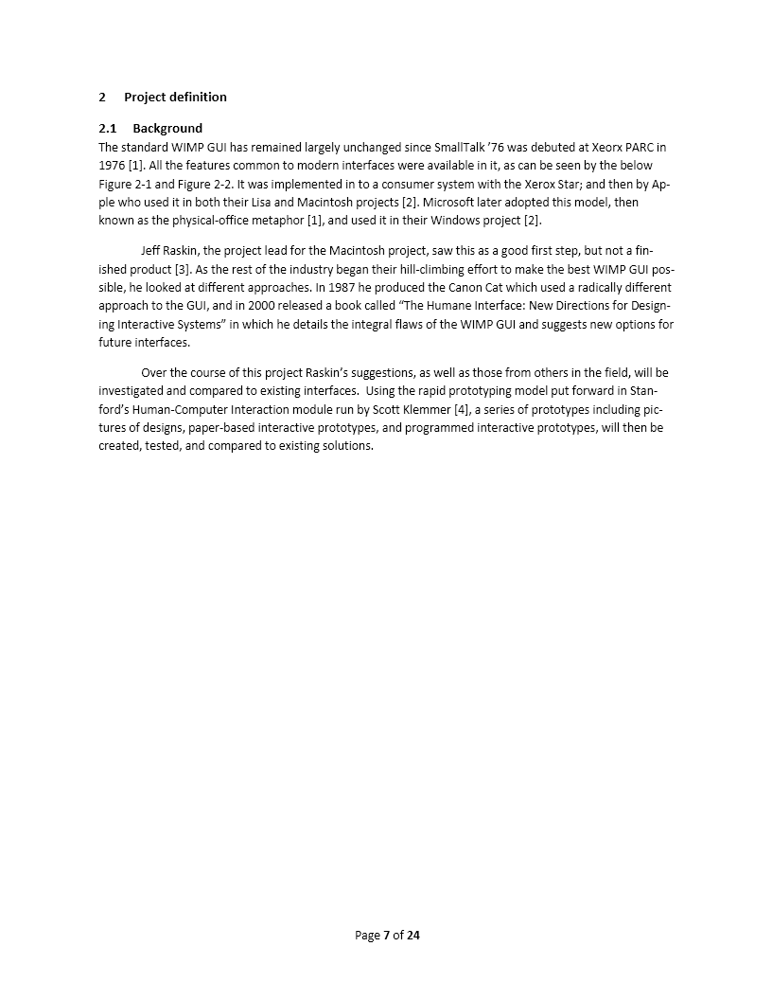 2 Project definition
2.1 Background
The standard WIMP GUI has remained largely unchanged since SmallTalk ’76 was debuted at Xeorx PARC in
1976 [1]. All the features common to modern interfaces were available in it, as can be seen by the below
Figure 2-1 and Figure 2-2. It was implemented in to a consumer system with the Xerox Star; and then by Ap-
ple who used it in both their Lisa and Macintosh projects [2]. Microsoft later adopted this model, then
known as the physical-office metaphor [1], and used it in their Windows project [2].
Jeff Raskin, the project lead for the Macintosh project, saw this as a good first step, but not a fin-
ished product [3]. As the rest of the industry began their hill-climbing effort to make the best WIMP GUI pos-
sible, he looked at different approaches. In 1987 he produced the Canon Cat which used a radically different
approach to the GUI, and in 2000 released a book called “The Humane Interface: New Directions for Design-
ing Interactive Systems” in which he details the integral flaws of the WIMP GUI and suggests new options for
future interfaces.
Over the course of this project Raskin’s suggestions, as well as those from others in the field, will be
investigated and compared to existing interfaces.  Using the rapid prototyping model put forward in Stan-
ford’s Human-Computer Interaction module run by Scott Klemmer [4], a series of prototypes including pic-
tures of designs, paper-based interactive prototypes, and programmed interactive prototypes, will then be
created, tested, and compared to existing solutions.
Page 7 of 24